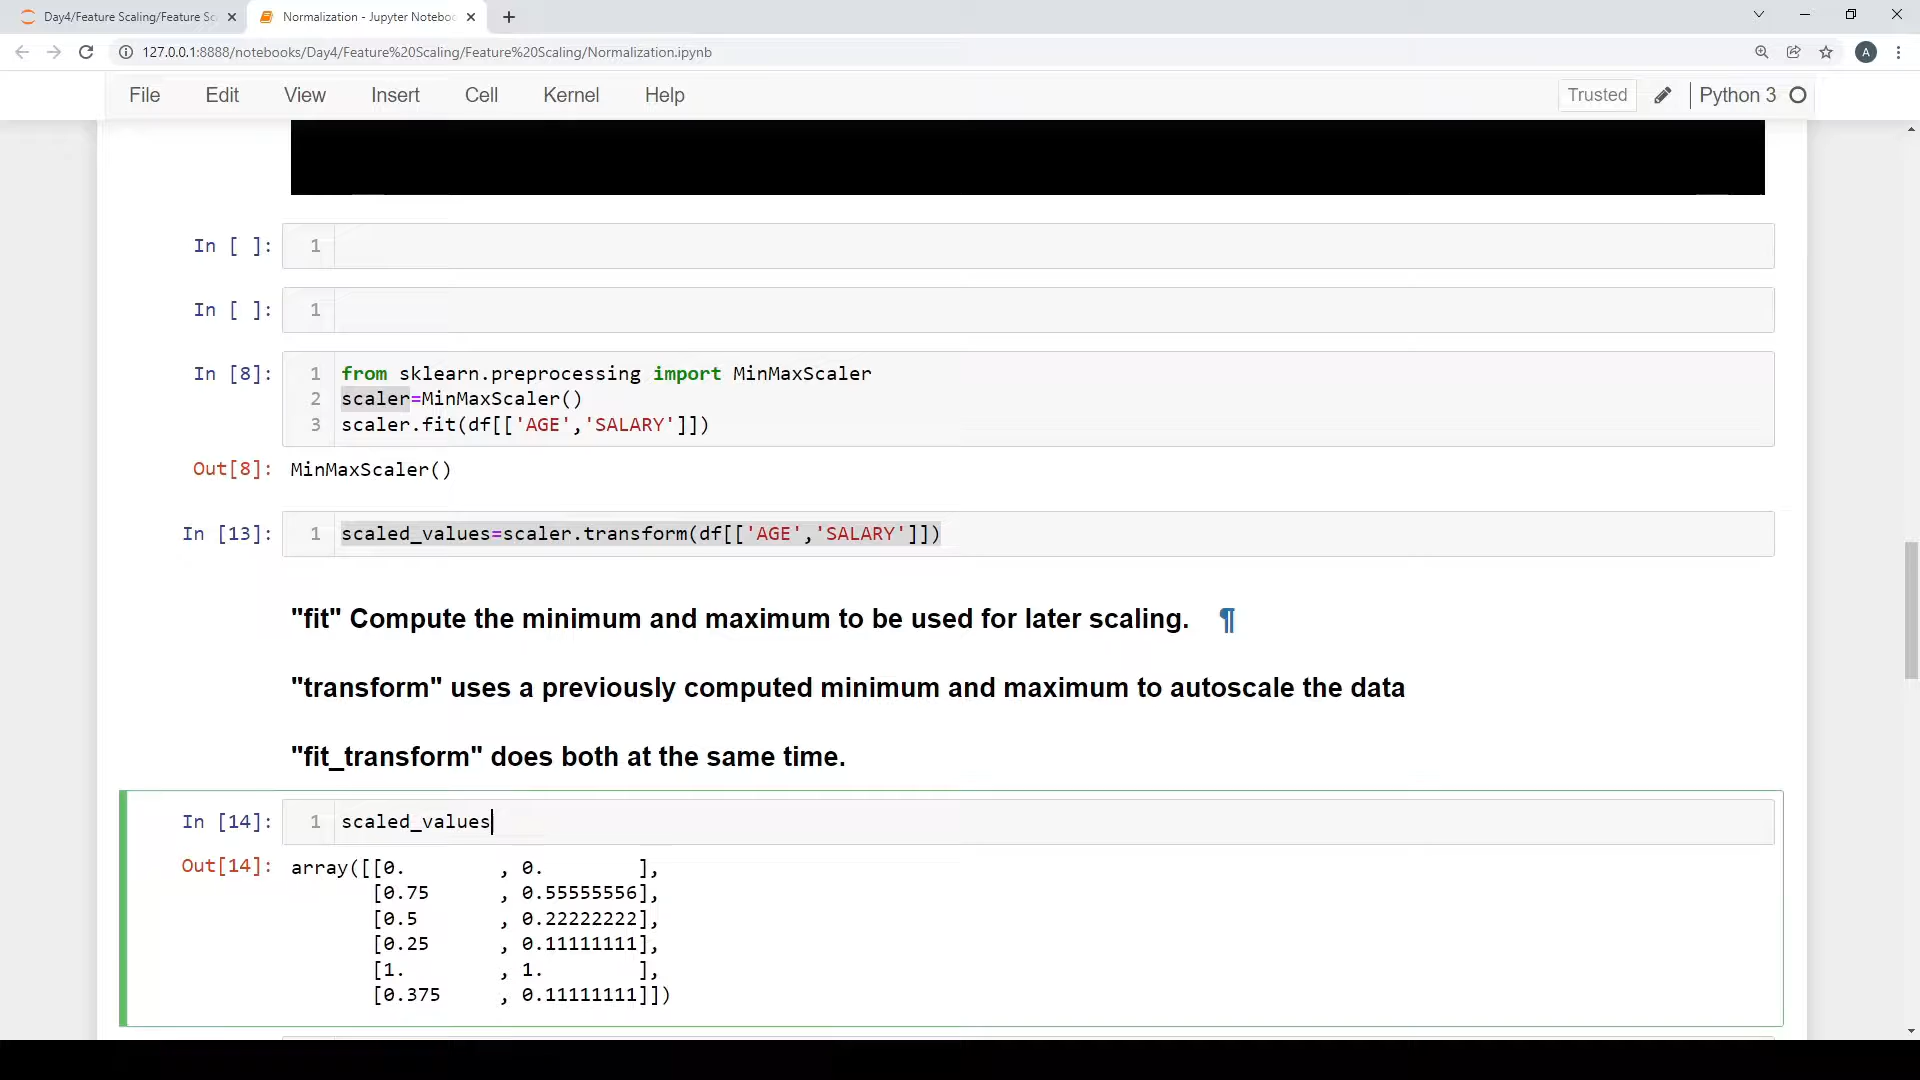 Day4/Feature Scaling/Feature Sc
Normalization - Jupyter Notebo
127.0.0.1:8888/notebooks/Day4/Feature%20Scaling/Feature%20Scaling/Normalization.ipynb
A
File Edit View Insert Cell Kernel Help
Trusted
Python 3
In [ ]: 1
In [ ]: 1
In [8]: 1 from sklearn.preprocessing import MinMaxScaler
2 scaler=MinMaxScaler()
3 scaler.fit(df[['AGE','SALARY']])
Out[8]: MinMaxScaler()
In [13]: 1 scaled_values=scaler.transform(df[['AGE','SALARY']])
"fit" Compute the minimum and maximum to be used for later scaling. ¶
"transform" uses a previously computed minimum and maximum to autoscale the data
"fit_transform" does both at the same time.
In [14]: 1 scaled_values
Out[14]: array([[0.        , 0.        ],
[0.75      , 0.55555556],
[0.5       , 0.22222222],
[0.25      , 0.11111111],
[1.        , 1.        ],
[0.375     , 0.11111111]])